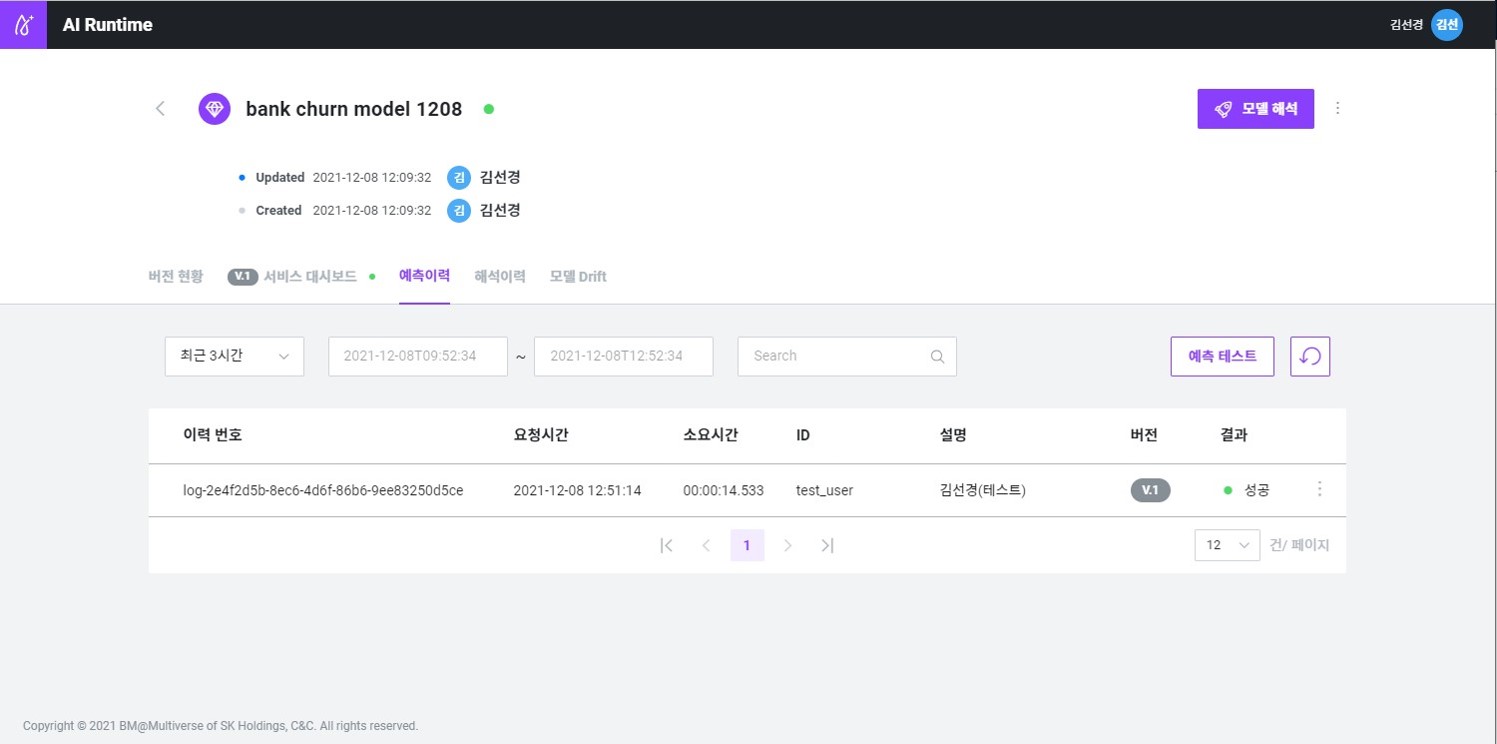 AI Runtime
김선경 김선
bank churn model 1208
모델 해석
Updated 2021-12-08 12:09:32 김 김선경
Created 2021-12-08 12:09:32 김 김선경
버전 현황 V.1 서비스 대시보드 예측이력 해석이력 모델 Drift
최근 3시간 2021-12-08T09:52:34 ~ 2021-12-08T12:52:34 Search 예측 테스트
이력 번호 요청시간 소요시간 ID 설명 버전 결과
log-2e4f2d5b-8ec6-4d6f-86b6-9ee83250d5ce 2021-12-08 12:51:14 00:00:14.533 test_user 김선경(테스트) V.1 성공
1 12 건/ 페이지
Copyright © 2021 BM@Multiverse of SK Holdings, C&C. All rights reserved.